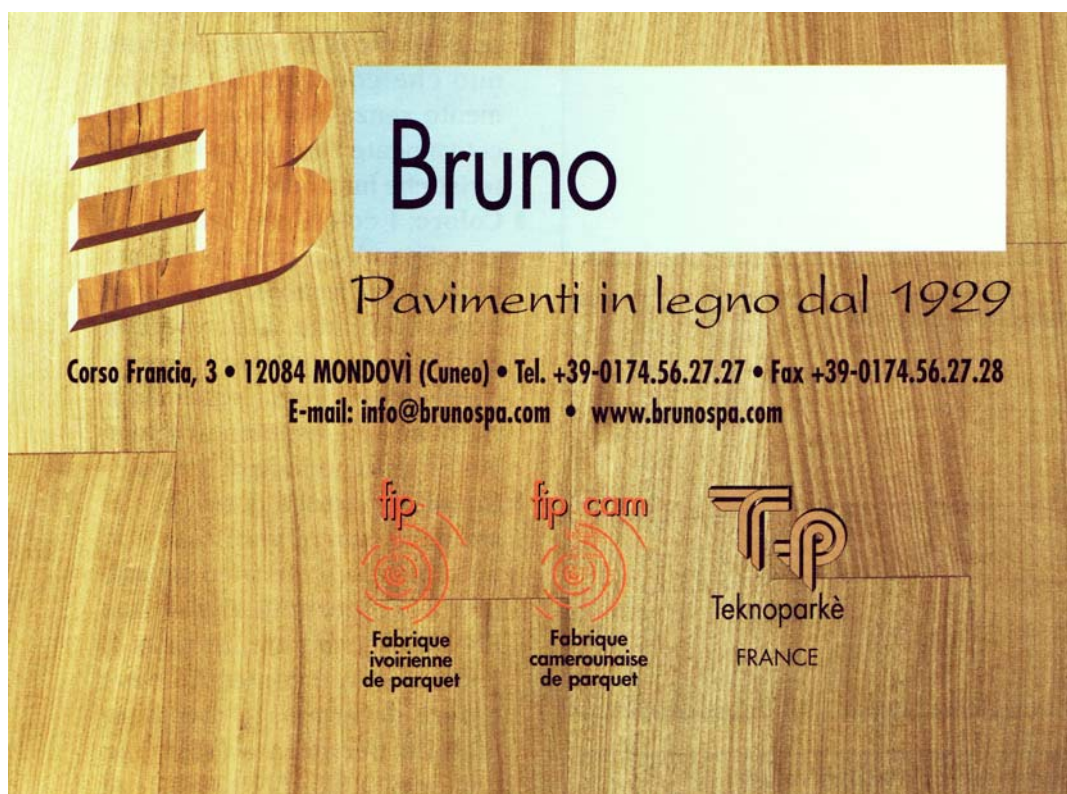 B
Bruno
Pavimenti in legno dal 1929
Corso Francia, 3 • 12084 MONDOVÌ (Cuneo) • Tel. +39-0174.56.27.27 • Fax +39-0174.56.27.28
E-mail: info@brunospa.com • www.brunospa.com
fip
Fabrique
ivoirienne
de parquet
fip cam
Fabrique
camerounaise
de parquet
TP
Teknoparkè
FRANCE